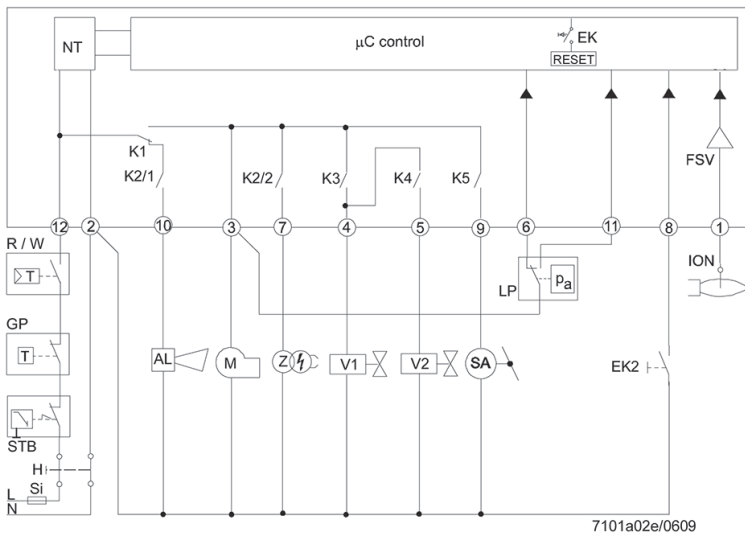 NT
μC control
EK
RESET
FSV
K1
K2/1
K2/2
K3
K4
K5
12
2
10
3
7
4
5
9
6
11
8
1
R / W
T
GP
T
STB
H
Si
L
N
AL
M
Z
V1
V2
SA
LP
pa
ION
EK2
7101a02e/0609